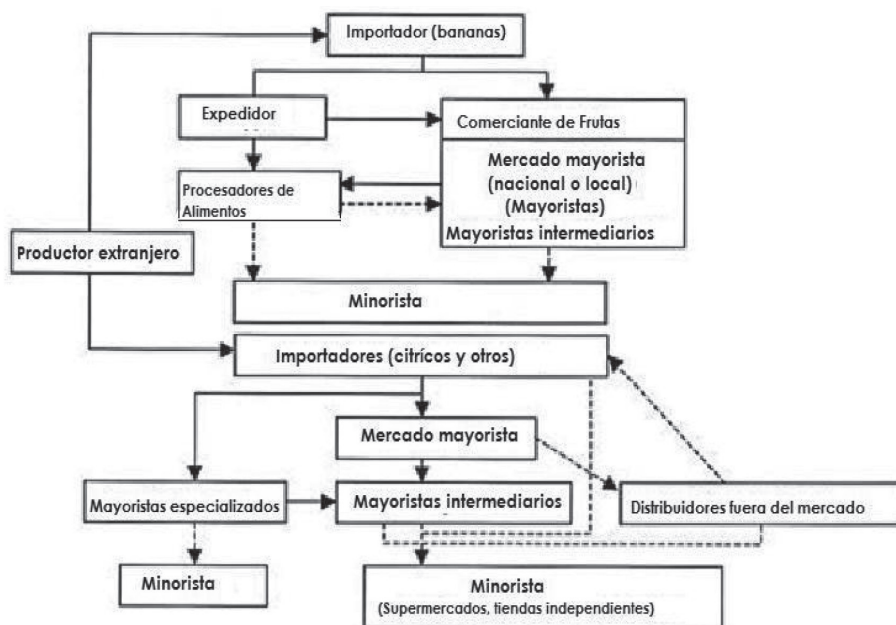 Importador (bananas)
Expedidor
Comerciante de Frutas
Mercado mayorista
(nacional o local)
(Mayoristas)
Mayoristas intermediarios
Procesadores de
Alimentos
Productor extranjero
Minorista
Importadores (citrícos y otros)
Mercado mayorista
Mayoristas especializados
Mayoristas intermediarios
Distribuidores fuera del mercado
Minorista
Minorista
(Supermercados, tiendas independientes)